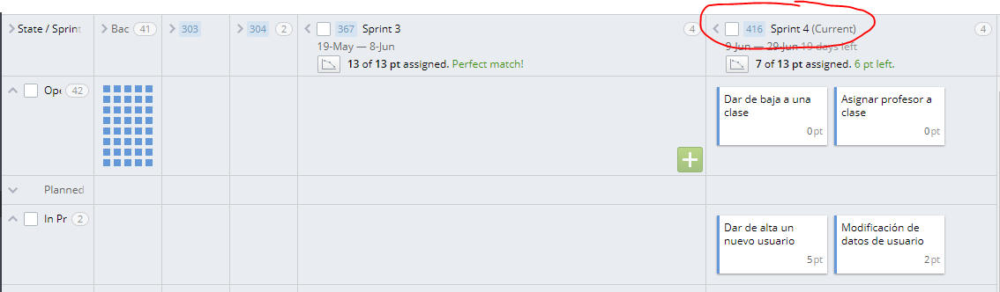 State / Sprint
Bac 41
303
304 2
367 Sprint 3 4
19-May — 8-Jun
13 of 13 pt assigned. Perfect match!
416 Sprint 4 (Current) 4
9-Jun — 29-Jun 19 days left
7 of 13 pt assigned. 6 pt left.
Ope 42
Dar de baja a una
clase
0 pt
Asignar profesor a
clase
0 pt
Planned
In Pr 2
Dar de alta un
nuevo usuario
5 pt
Modificación de
datos de usuario
2 pt